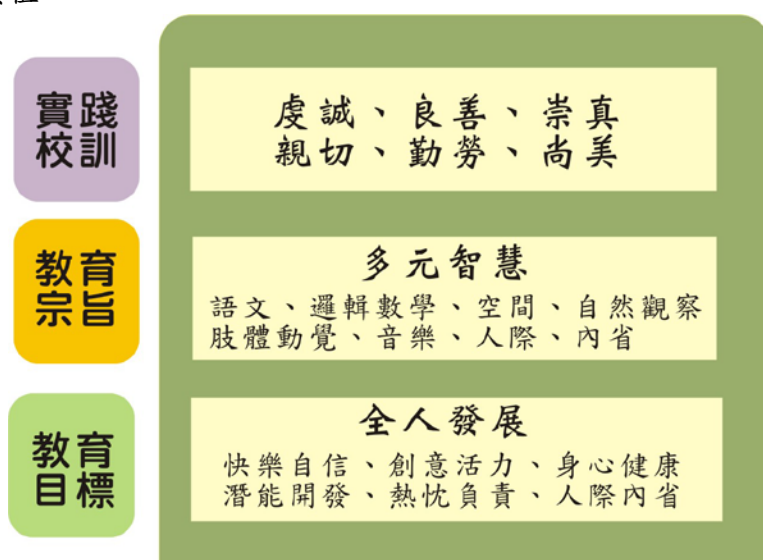 實踐
校訓
虔誠、良善、崇真
親切、勤勞、尚美
教育
宗旨
多元智慧
語文、邏輯數學、空間、自然觀察
肢體動覺、音樂、人際、內省
教育
目標
全人發展
快樂自信、創意活力、身心健康
潛能開發、熱忱負責、人際內省